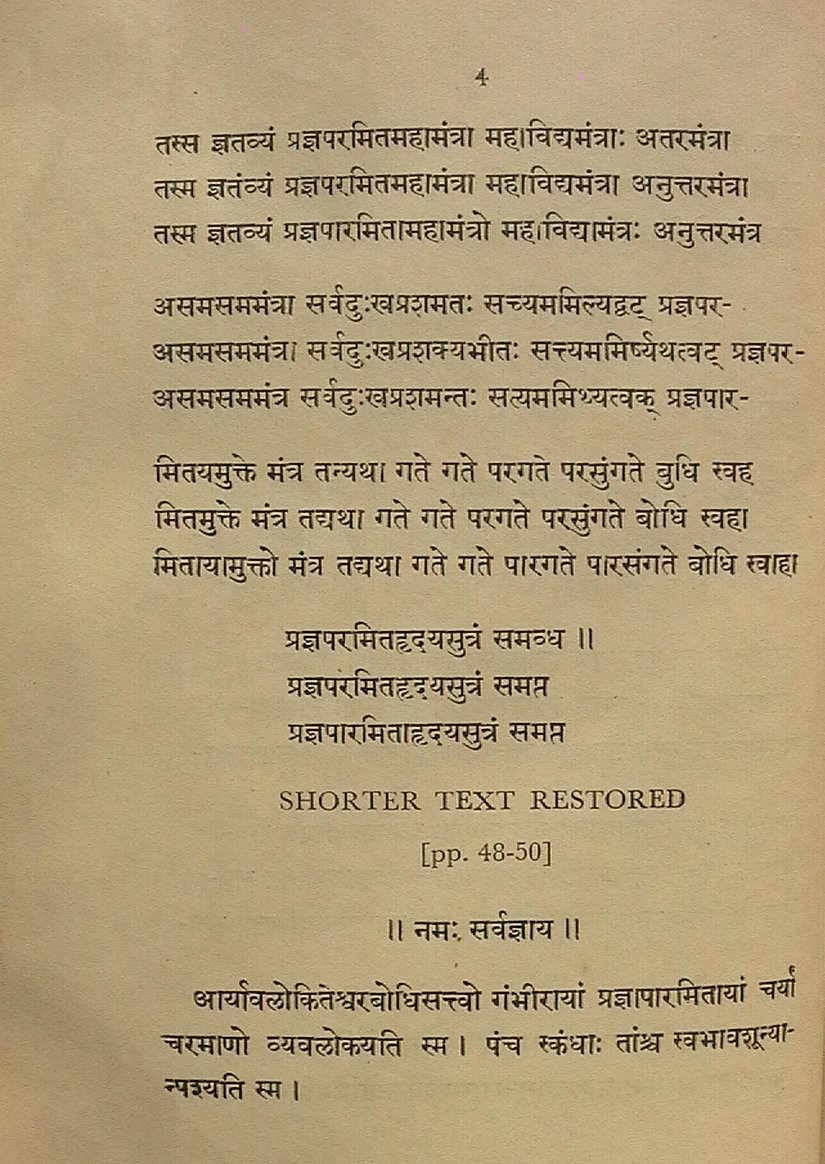 4
तस्स ज्ञतव्यं प्रज्ञपरमितमहामंत्रा महाविद्यमंत्राः अतरमंत्रा
तस्म ज्ञतंव्यं प्रज्ञपरमितमहामंत्रा महाविद्यमंत्रा अनुत्तरमंत्रा
तस्म ज्ञतव्यं प्रज्ञपारमितामहामंत्रो महाविद्यामंत्रः अनुत्तरमंत्र
असमसममंत्रा सर्वदुःखप्रशमतः सच्यममिल्यद्वट् प्रज्ञपर-
असमसममंत्रा सर्वदुःखप्रशक्यभीतः सत्त्यममिर्ष्यथत्वट् प्रज्ञपर-
असमसममंत्र सर्वदुःखप्रशमन्तः सत्यममिथ्यत्वक् प्रज्ञपार-
मितयमुक्ते मंत्र तन्यथा गते गते परगते परसुंगते बुधि स्वह
मितमुक्ते मंत्र तद्यथा गते गते परगते परसुंगते बोधि स्वहा
मितायामुक्तो मंत्र तद्यथा गते गते पारगते पारसंगते बोधि स्वाहा
प्रज्ञपरमितहृदयसुत्रं समव्ध ॥
प्रज्ञपरमितहृदयसुत्रं समप्त
प्रज्ञपारमिताहृदयसुत्रं समप्त
SHORTER TEXT RESTORED
[pp. 48-50]
॥ नमः सर्वज्ञाय ॥
आर्यावलोकितेश्वरबोधिसत्त्वो गंभीरायां प्रज्ञापारमितायां चर्यां
चरमाणो व्यवलोकयति स्म । पंच स्कंधाः तांश्च स्वभावशून्या-
न्पश्यति स्म ।